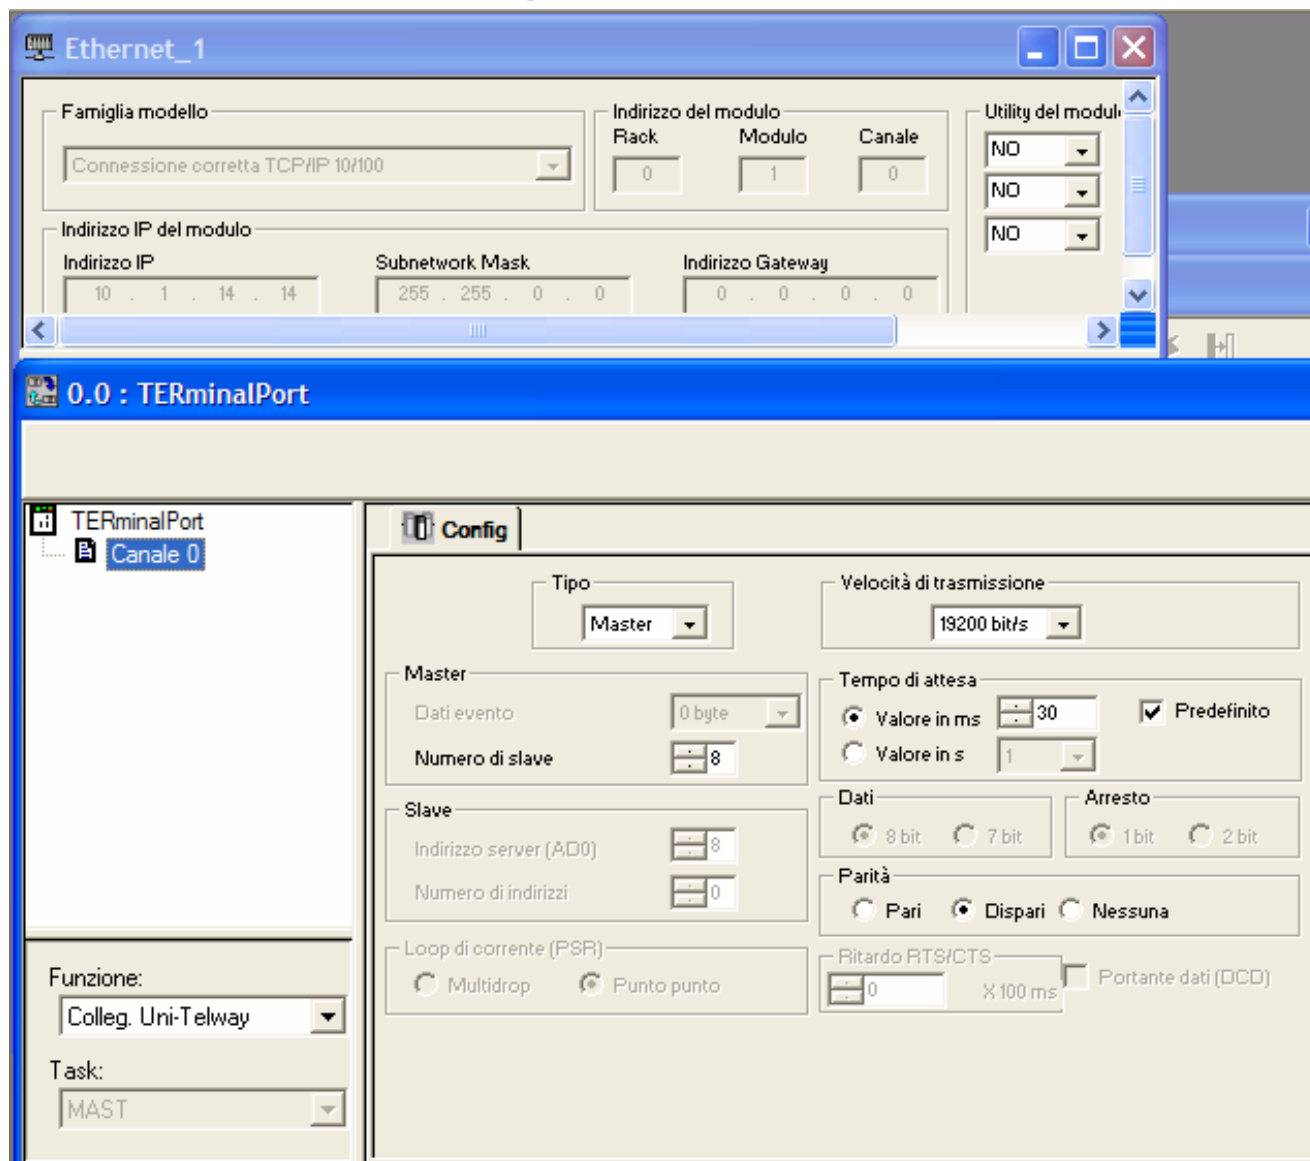 Ethernet_1
Famiglia modello
Connessione corretta TCP/IP 10/100
Indirizzo del modulo
Rack Modulo Canale
0 1 0
Utility del modul
NO
NO
NO
Indirizzo IP del modulo
Indirizzo IP Subnetwork Mask Indirizzo Gateway
10 . 1 . 14 . 14 255 . 255 . 0 . 0 0 . 0 . 0 . 0
0.0 : TERminalPort
TERminalPort
Canale 0
Config
Tipo
Master
Velocità di trasmissione
19200 bit/s
Master
Dati evento 0 byte
Numero di slave 8
Tempo di attesa
Valore in ms 30 Predefinito
Valore in s 1
Slave
Indirizzo server (AD0) 8
Numero di indirizzi 0
Dati
8 bit 7 bit
Arresto
1 bit 2 bit
Parità
Pari Dispari Nessuna
Loop di corrente (PSR)
Multidrop Punto punto
Ritardo RTS/CTS
0 X 100 ms
Portante dati (DCD)
Funzione:
Colleg. Uni-Telway
Task:
MAST